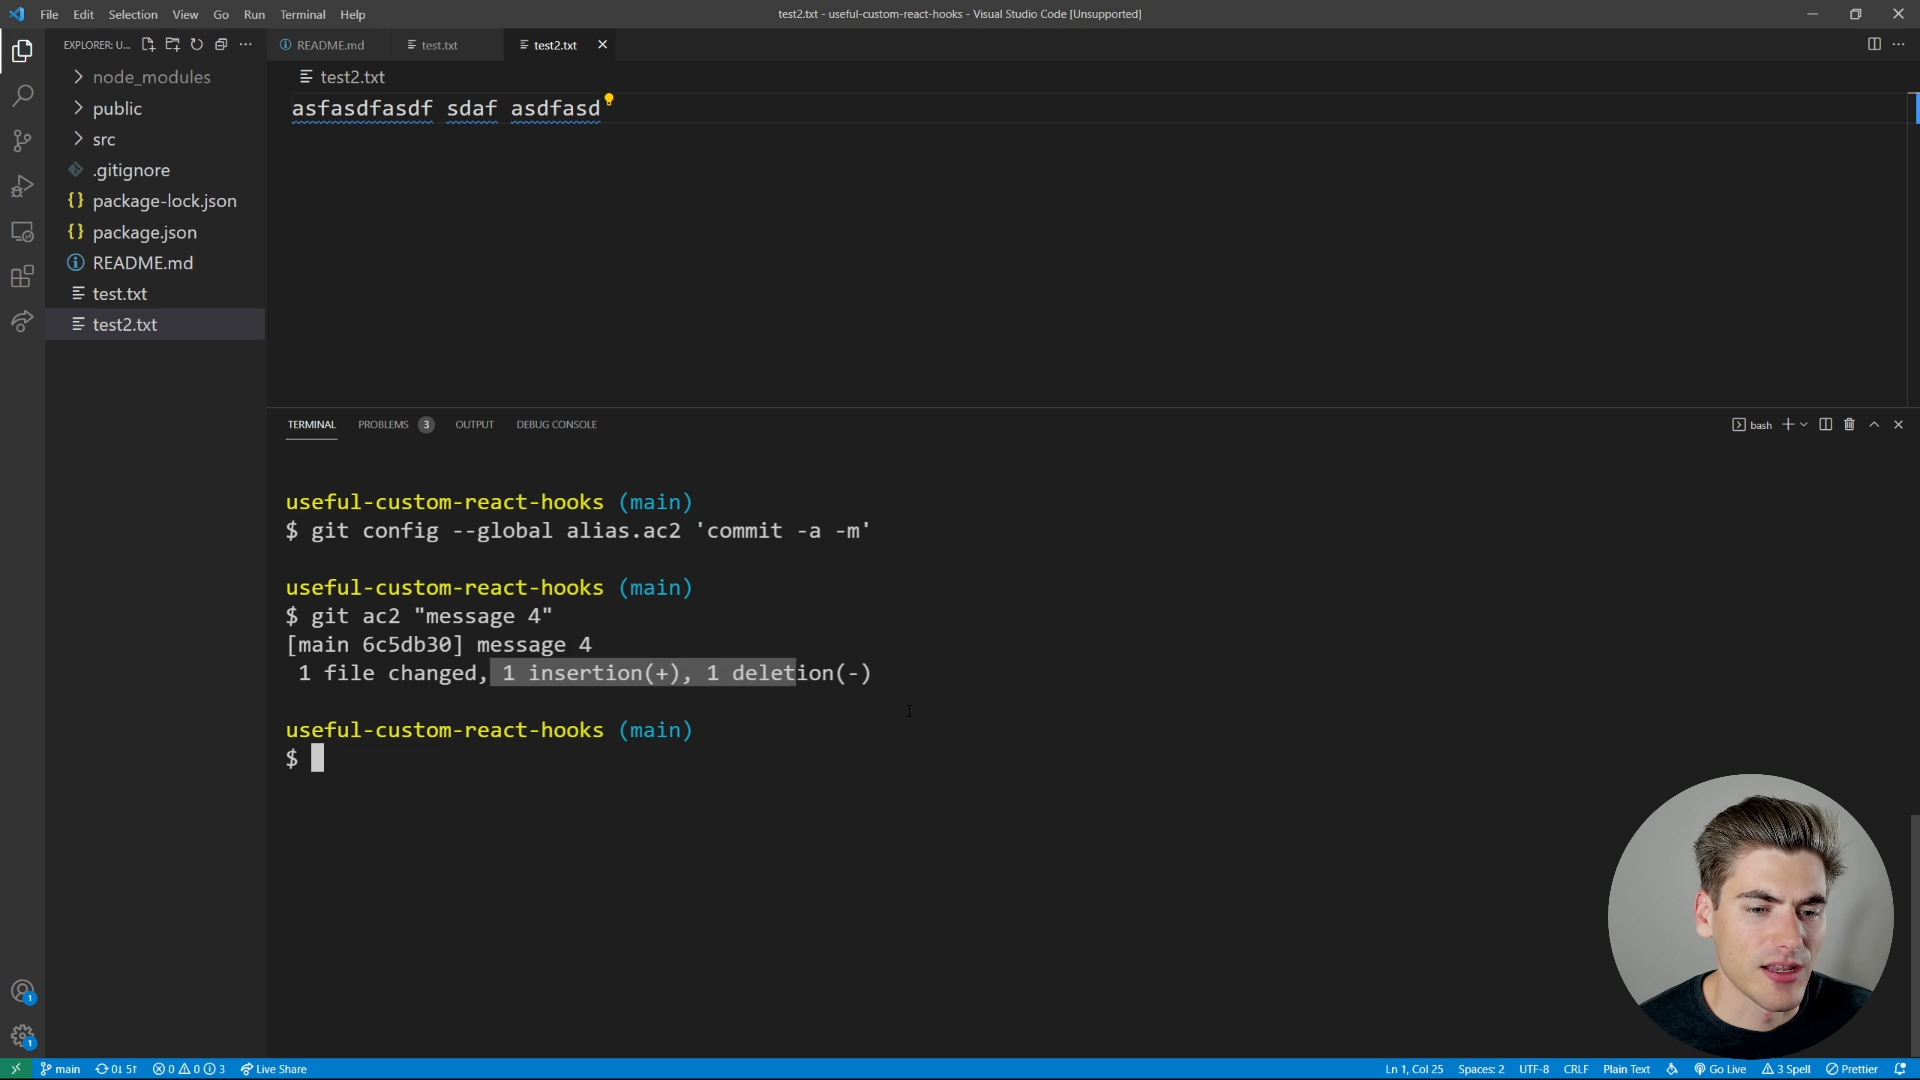 File Edit Selection View Go Run Terminal Help
test2.txt - useful-custom-react-hooks - Visual Studio Code [Unsupported]
EXPLORER: U...
README.md
test.txt
test2.txt
node_modules
public
src
.gitignore
package-lock.json
package.json
README.md
test.txt
test2.txt
test2.txt
asfasdfasdf sdaf asdfasd
TERMINAL PROBLEMS 3 OUTPUT DEBUG CONSOLE
bash
useful-custom-react-hooks (main)
$ git config --global alias.ac2 'commit -a -m'
useful-custom-react-hooks (main)
$ git ac2 "message 4"
[main 6c5db30] message 4
1 file changed, 1 insertion(+), 1 deletion(-)
useful-custom-react-hooks (main)
$
1
1
main 0↓ 5↑ 0 0 3 Live Share
Ln 1, Col 25 Spaces: 2 UTF-8 CRLF Plain Text Go Live 3 Spell Prettier